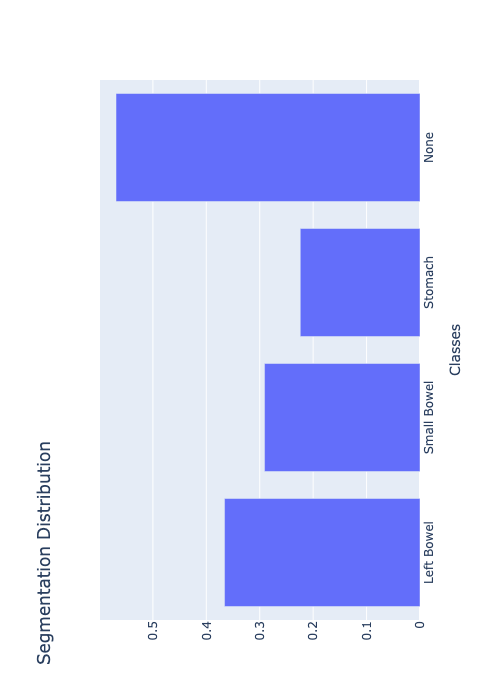 Segmentation Distribution
0.5
0.4
0.3
0.2
0.1
0
Left Bowel
Small Bowel
Stomach
None
Classes